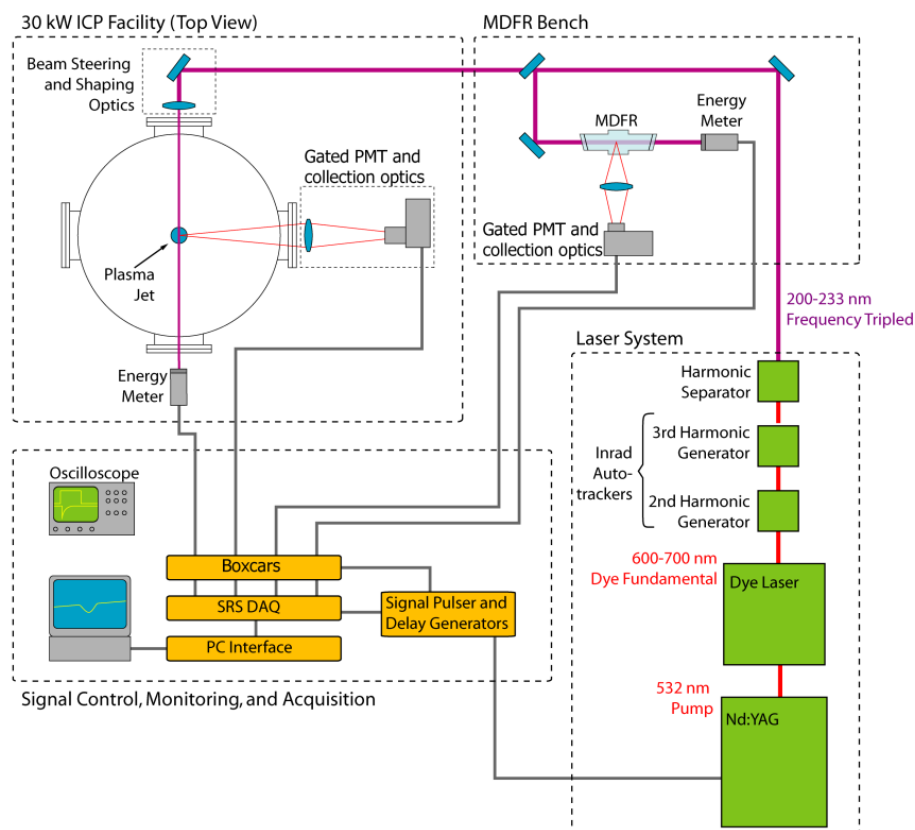 30 kW ICP Facility (Top View)
Beam Steering
and Shaping
Optics
Gated PMT and
collection optics
Plasma
Jet
Energy
Meter
MDFR Bench
MDFR
Energy
Meter
Gated PMT and
collection optics
200-233 nm
Frequency Tripled
Laser System
Harmonic
Separator
3rd Harmonic
Generator
Inrad
Auto-
trackers
2nd Harmonic
Generator
600-700 nm
Dye Fundamental
Dye Laser
532 nm
Pump
Nd:YAG
Oscilloscope
Boxcars
SRS DAQ
PC Interface
Signal Pulser and
Delay Generators
Signal Control, Monitoring, and Acquisition